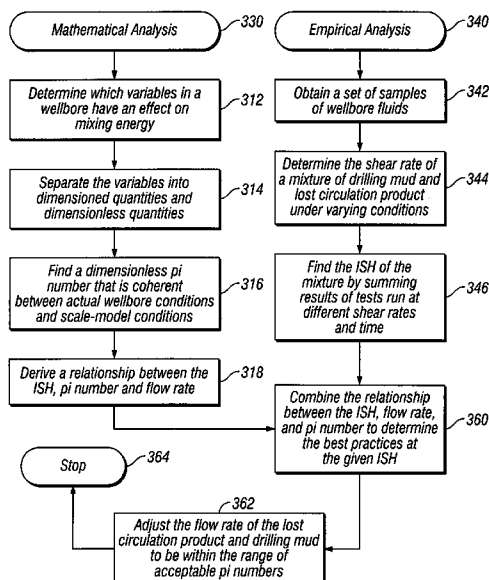 Mathematical Analysis
330
Determine which variables in a
wellbore have an effect on
mixing energy
312
Separate the variables into
dimensioned quantities and
dimensionless quantities
314
Find a dimensionless pi
number that is coherent
between actual wellbore conditions
and scale-model conditions
316
Derive a relationship between the
ISH, pi number and flow rate
318
Empirical Analysis
340
Obtain a set of samples
of wellbore fluids
342
Determine the shear rate of
a mixture of drilling mud and
lost circulation product
under varying conditions
344
Find the ISH of the
mixture by summing
results of tests run at
different shear rates
and time
346
Combine the relationship
between the ISH, flow rate,
and pi number to determine
the best practices at
the given ISH
360
362
Adjust the flow rate of the lost
circulation product and drilling mud
to be within the range of
acceptable pi numbers
Stop
364